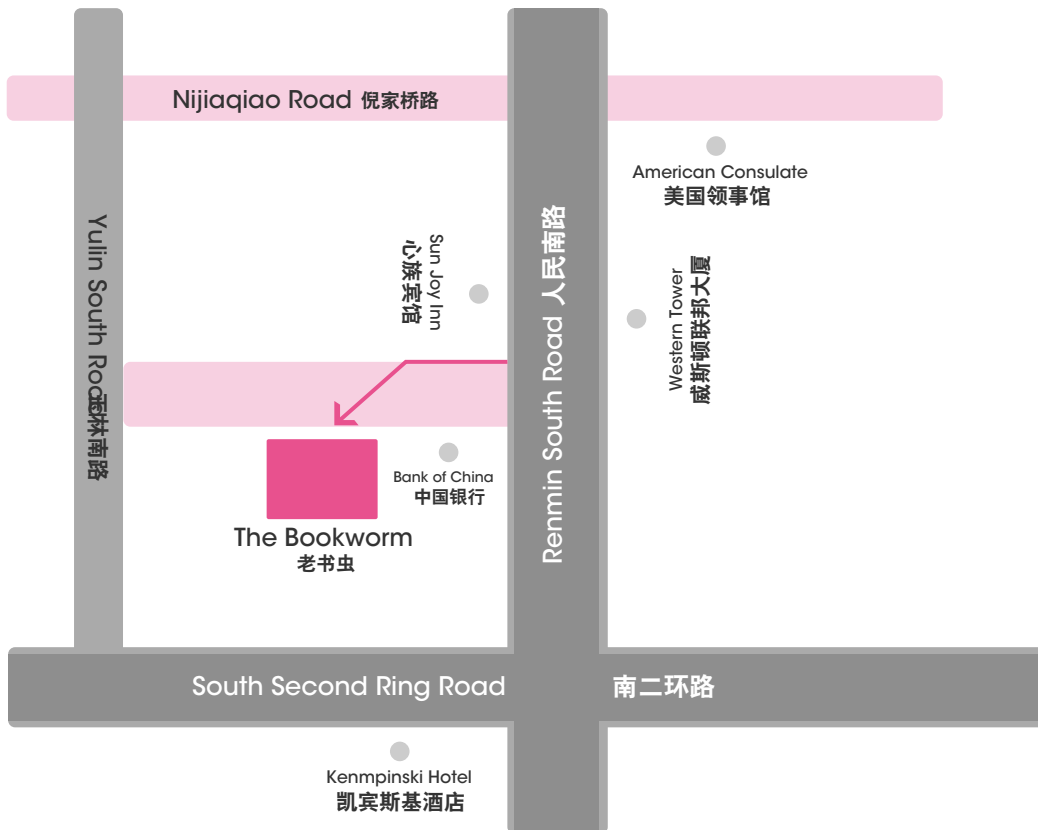 Nijiaqiao Road 倪家桥路
American Consulate
美国领事馆
Yulin South Road
玉林南路
Sun Joy Inn
心族宾馆
Renmin South Road 人民南路
Western Tower
威斯顿联邦大厦
Bank of China
中国银行
The Bookworm
老书虫
South Second Ring Road 南二环路
Kenmpinski Hotel
凯宾斯基酒店